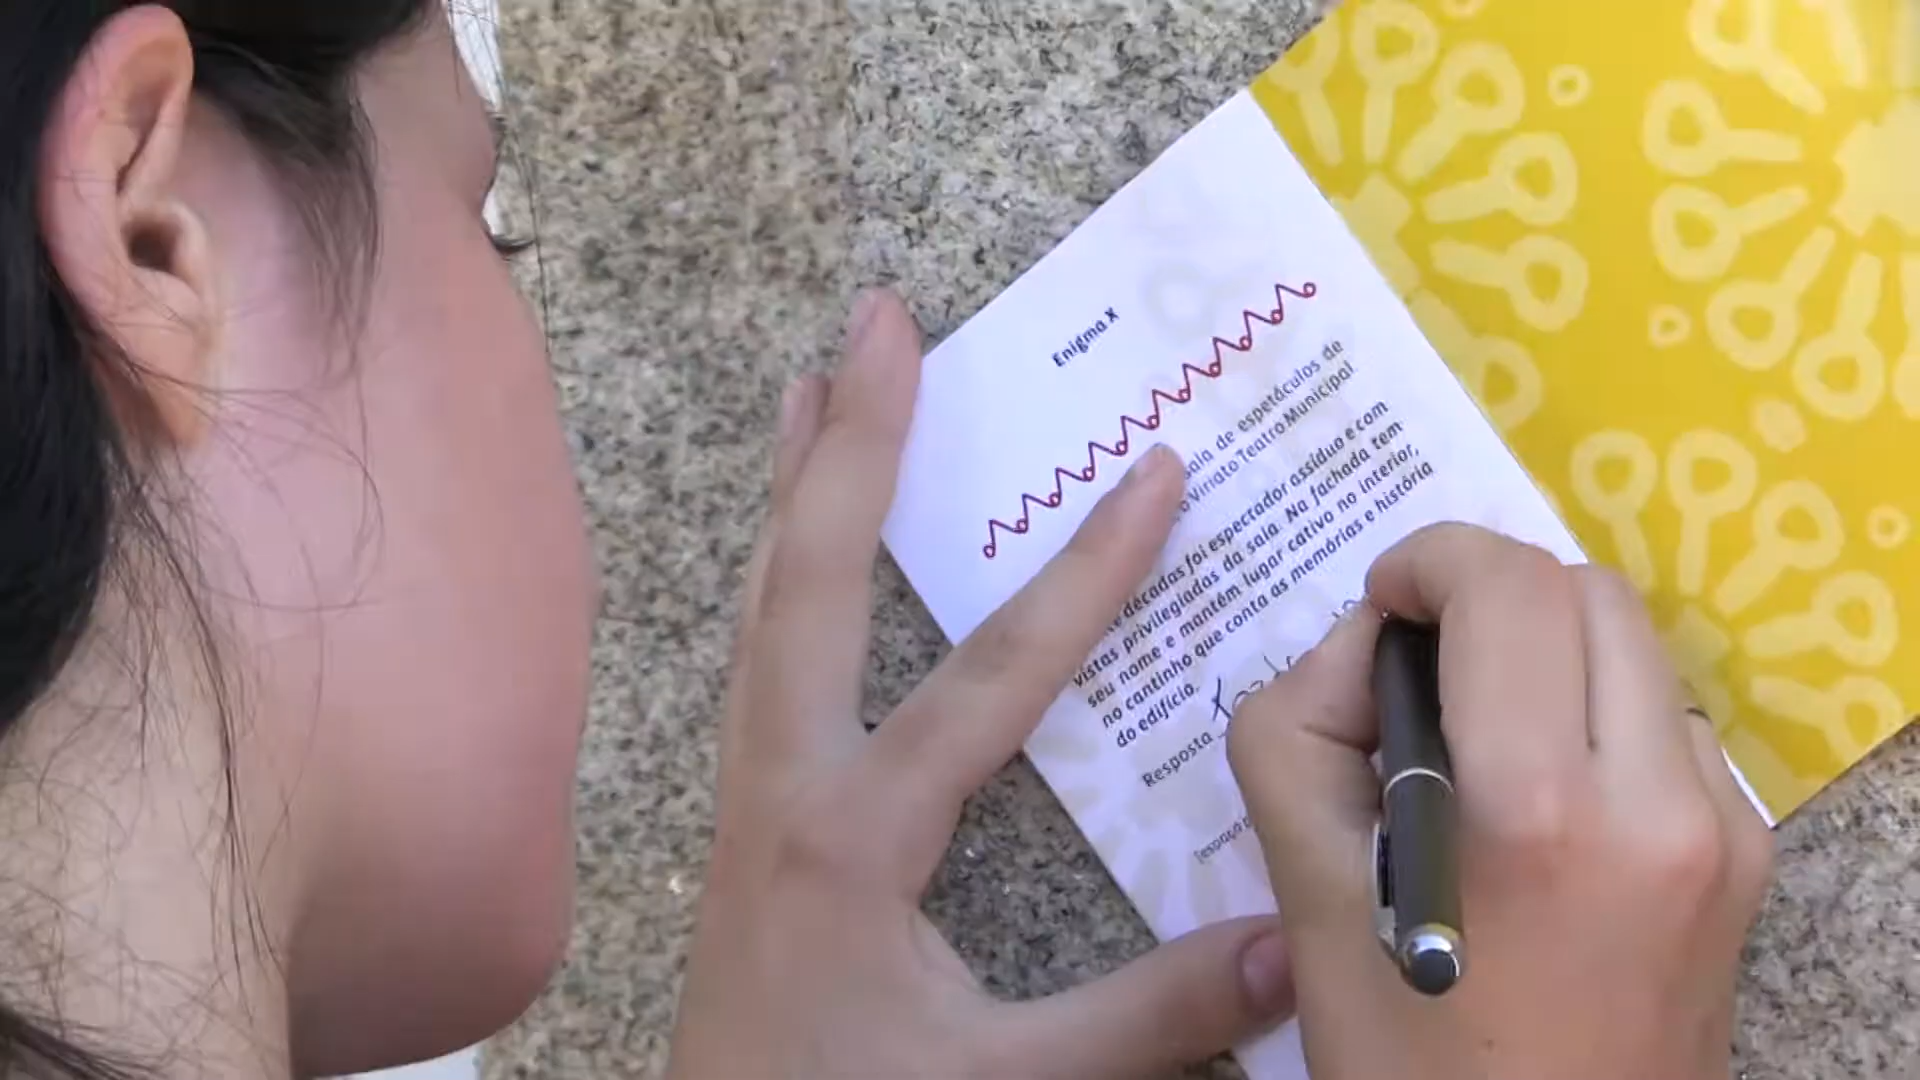 Enigma X
sala de espetáculos de
o Viriato Teatro Municipal.
décadas foi espectador assíduo e com
vistas privilegiadas da sala. Na fachada tem
seu nome e mantém lugar cativo no interior,
no cantinho que conta as memórias e história
do edifício.
Resposta